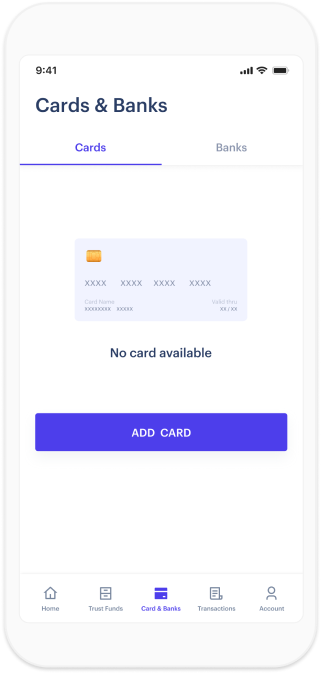 9:41
Cards & Banks
Cards Banks
XXXX XXXX XXXX XXXX
Card Name Valid thru
XXXXXXXX XXXXX XX / XX
No card available
ADD CARD
Home Trust Funds Card & Banks Transactions Account